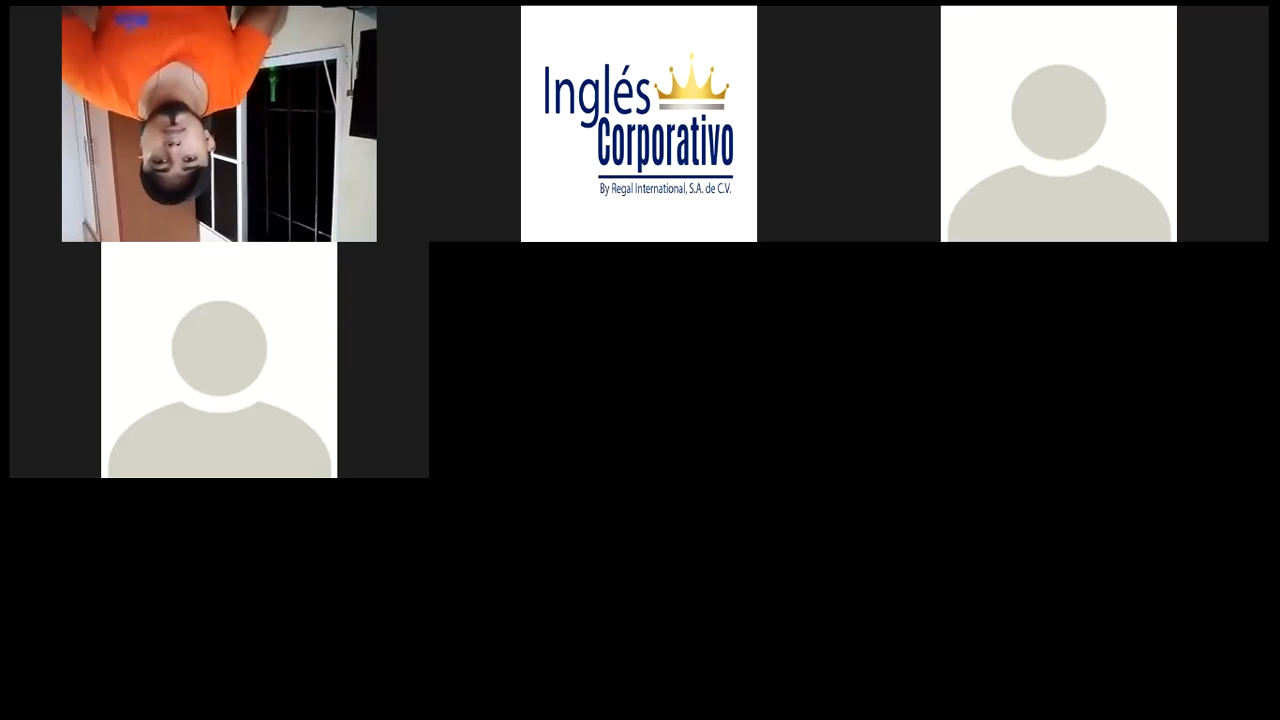 Inglés
Corporativo
By Regal International, S.A. de C.V.